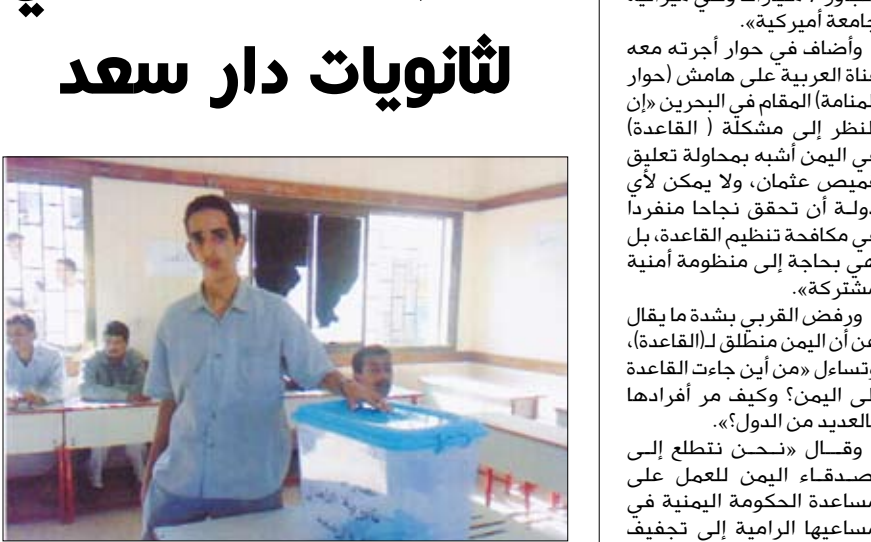 جامعة أميركية».
وأضاف في حوار أجرته معه
قناة العربية على هامش (حوار
المنامة) المقام في البحرين «إن
النظر إلى مشكلة ( القاعدة)
في اليمن أشبه بمحاولة تعليق
قميص عثمان، ولا يمكن لأي
دولة أن تحقق نجاحا منفردا
في مكافحة تنظيم القاعدة، بل
هي بحاجة إلى منظومة أمنية
مشتركة».
ورفض القربي بشدة ما يقال
عن أن اليمن منطلق لـ(القاعدة)،
وتساءل «من أين جاءت القاعدة
إلى اليمن؟ وكيف مر أفرادها
بالعديد من الدول؟».
وقال «نحن نتطلع إلى
أصدقاء اليمن للعمل على
مساعدة الحكومة اليمنية في
مساعيها الرامية إلى تجفيف
لثانويات دار سعد